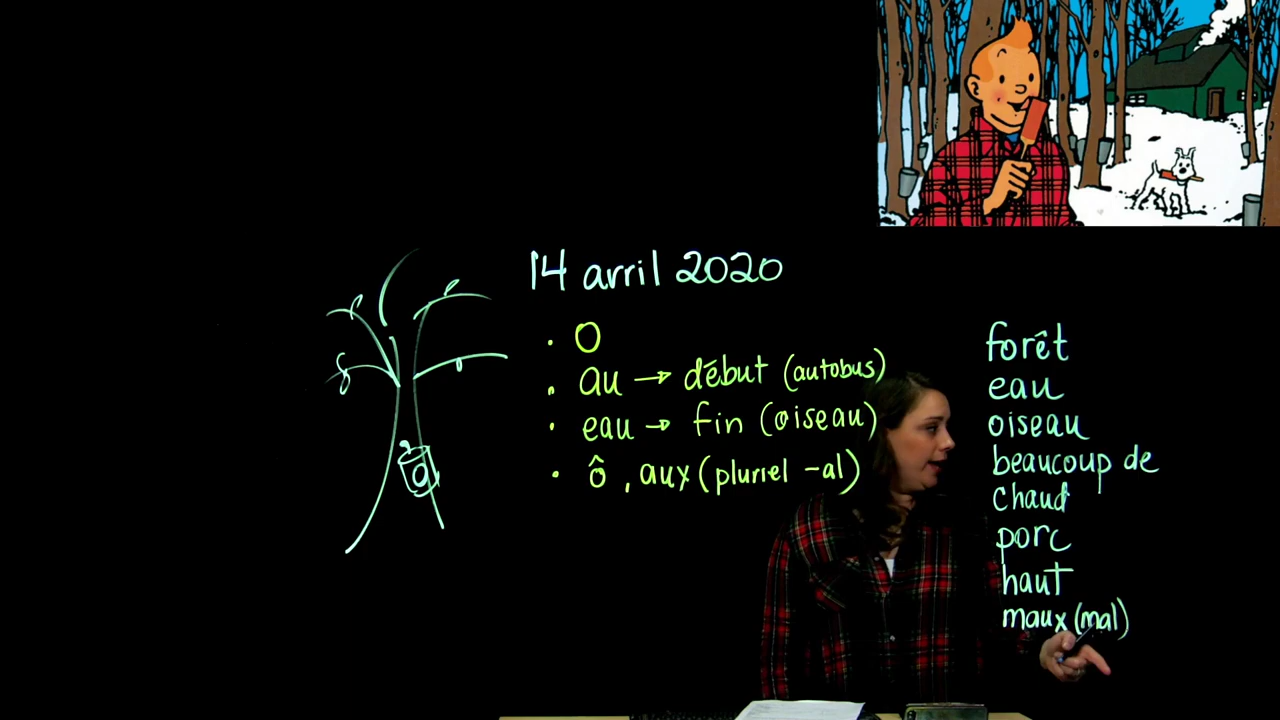 14 avril 2020
• O
• au → début (autobus)
• eau → fin (oiseau)
• ô, aux (pluriel -al)
forêt
eau
oiseau
beaucoup de
chaud
porc
haut
maux (mal)